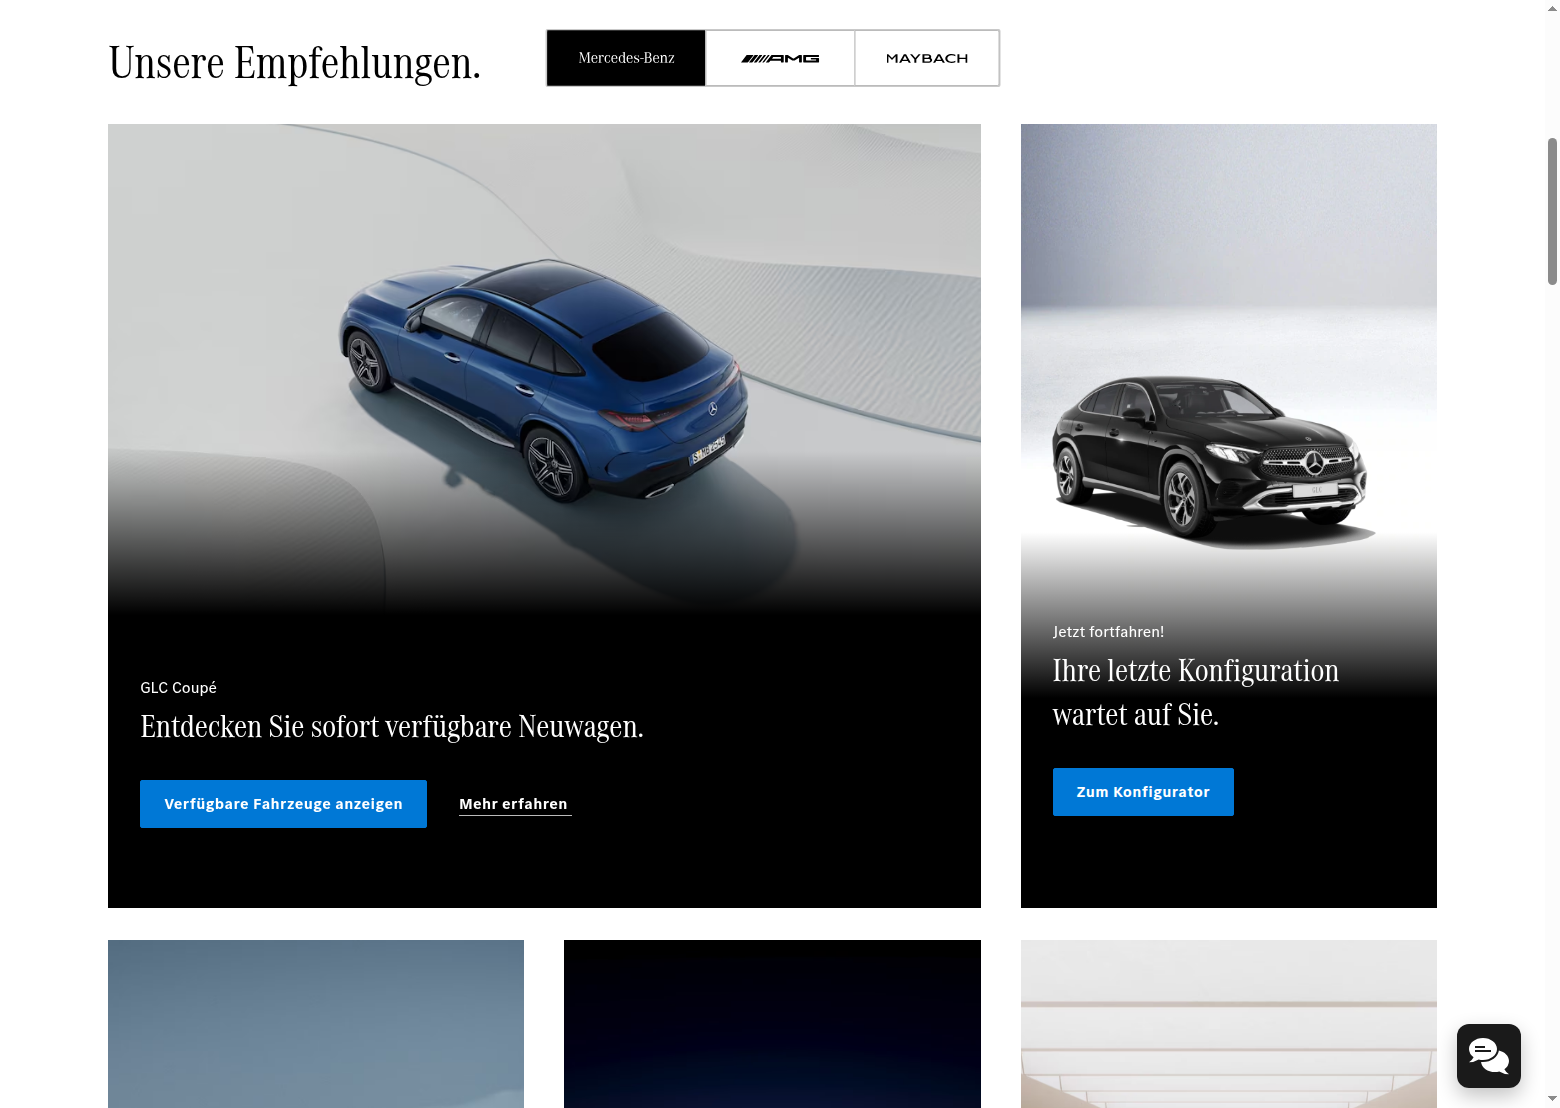 Unsere Empfehlungen.
Mercedes-Benz
AMG
MAYBACH
GLC Coupé
Entdecken Sie sofort verfügbare Neuwagen.
Verfügbare Fahrzeuge anzeigen
Mehr erfahren
GLC
Jetzt fortfahren!
Ihre letzte Konfiguration
wartet auf Sie.
Zum Konfigurator